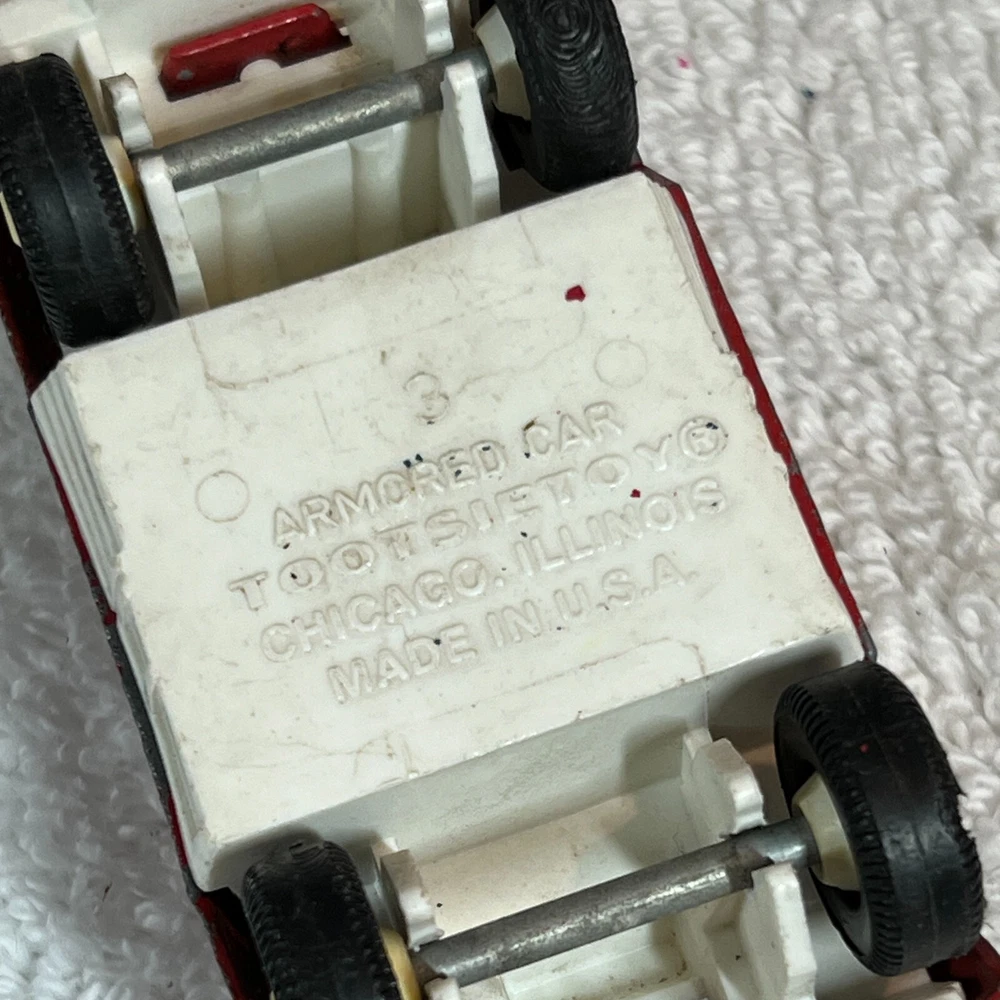 3
ARMORED CAR
TOOTSIETOY®
CHICAGO, ILLINOIS
MADE IN U.S.A.